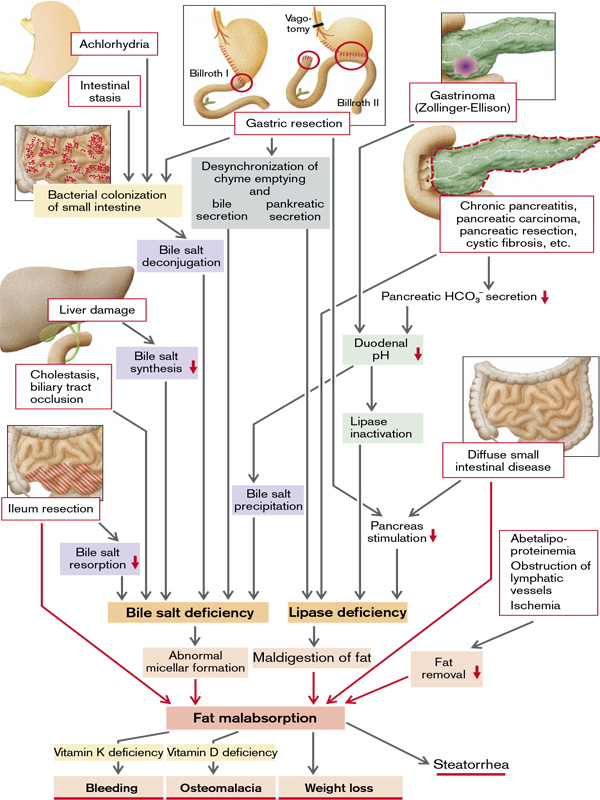 Achlorhydria
Intestinal
stasis
Vago-
tomy
Billroth I
Billroth II
Gastric resection
Gastrinoma
(Zollinger-Ellison)
Bacterial colonization
of small intestine
Desynchronization of
chyme emptying
and
bile
secretion
pankreatic
secretion
Chronic pancreatitis,
pancreatic carcinoma,
pancreatic resection,
cystic fibrosis, etc.
Bile salt
deconjugation
Pancreatic HCO₃⁻ secretion
Liver damage
Bile salt
synthesis
Duodenal
pH
Cholestasis,
biliary tract
occlusion
Lipase
inactivation
Diffuse small
intestinal disease
Ileum resection
Bile salt
precipitation
Pancreas
stimulation
Bile salt
resorption
Abetalipo-
proteinemia
Obstruction of
lymphatic
vessels
Ischemia
Bile salt deficiency
Lipase deficiency
Abnormal
micellar formation
Maldigestion of fat
Fat
removal
Fat malabsorption
Vitamin K deficiency
Vitamin D deficiency
Steatorrhea
Bleeding
Osteomalacia
Weight loss